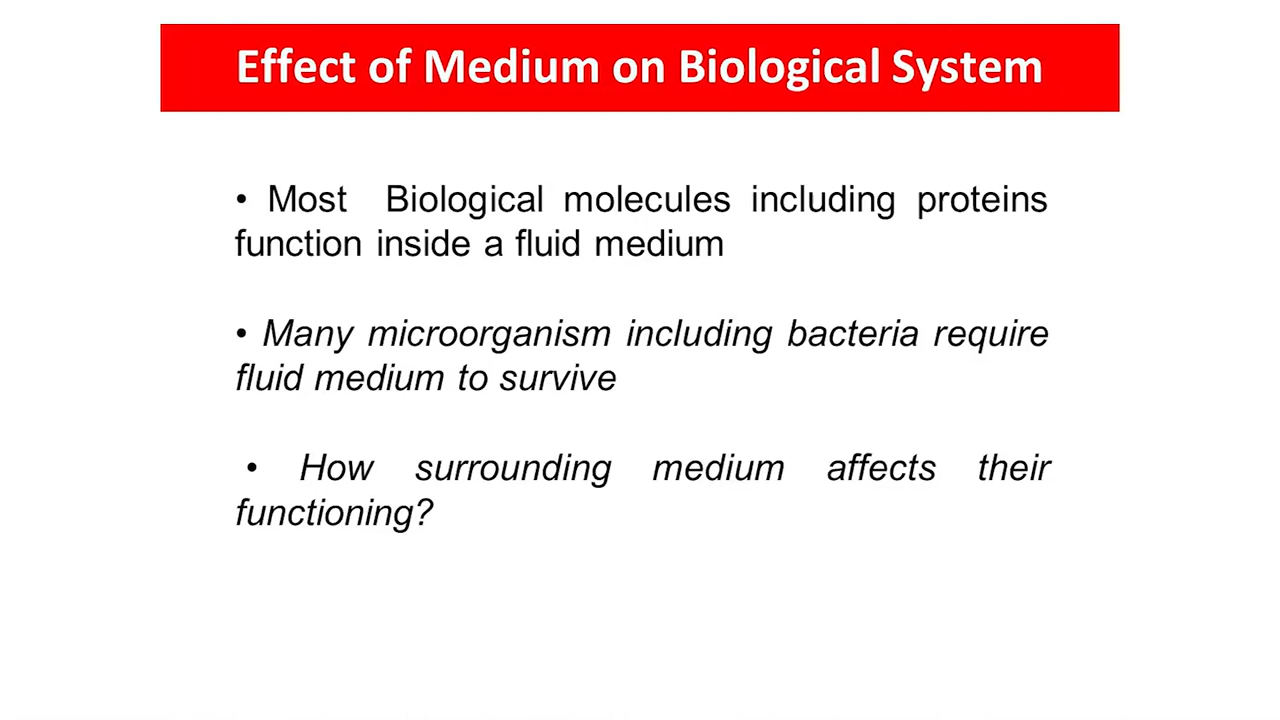 Effect of Medium on Biological System
• Most Biological molecules including proteins
function inside a fluid medium
• Many microorganism including bacteria require
fluid medium to survive
• How surrounding medium affects their
functioning?